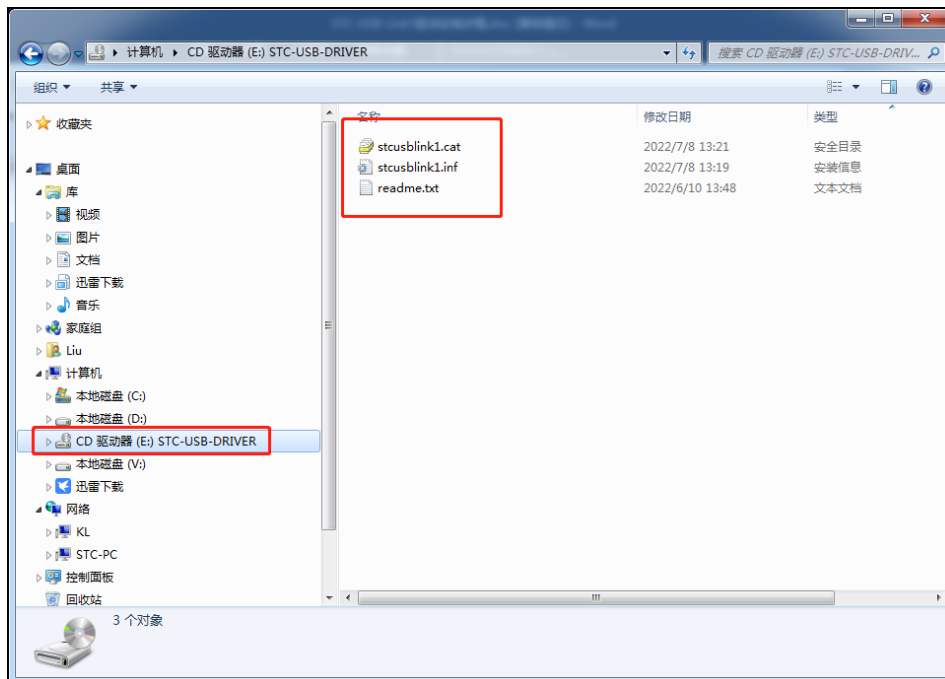 计算机 CD 驱动器 (E:) STC-USB-DRIVER
搜索 CD 驱动器 (E:) STC-USB-DRIV...
组织 共享
收藏夹
桌面
库
视频
图片
文档
迅雷下载
音乐
家庭组
Liu
计算机
本地磁盘 (C:)
本地磁盘 (D:)
CD 驱动器 (E:) STC-USB-DRIVER
本地磁盘 (V:)
迅雷下载
网络
KL
STC-PC
控制面板
回收站
名称 修改日期 类型
stcusblink1.cat 2022/7/8 13:21 安全目录
stcusblink1.inf 2022/7/8 13:19 安装信息
readme.txt 2022/6/10 13:48 文本文档
3 个对象